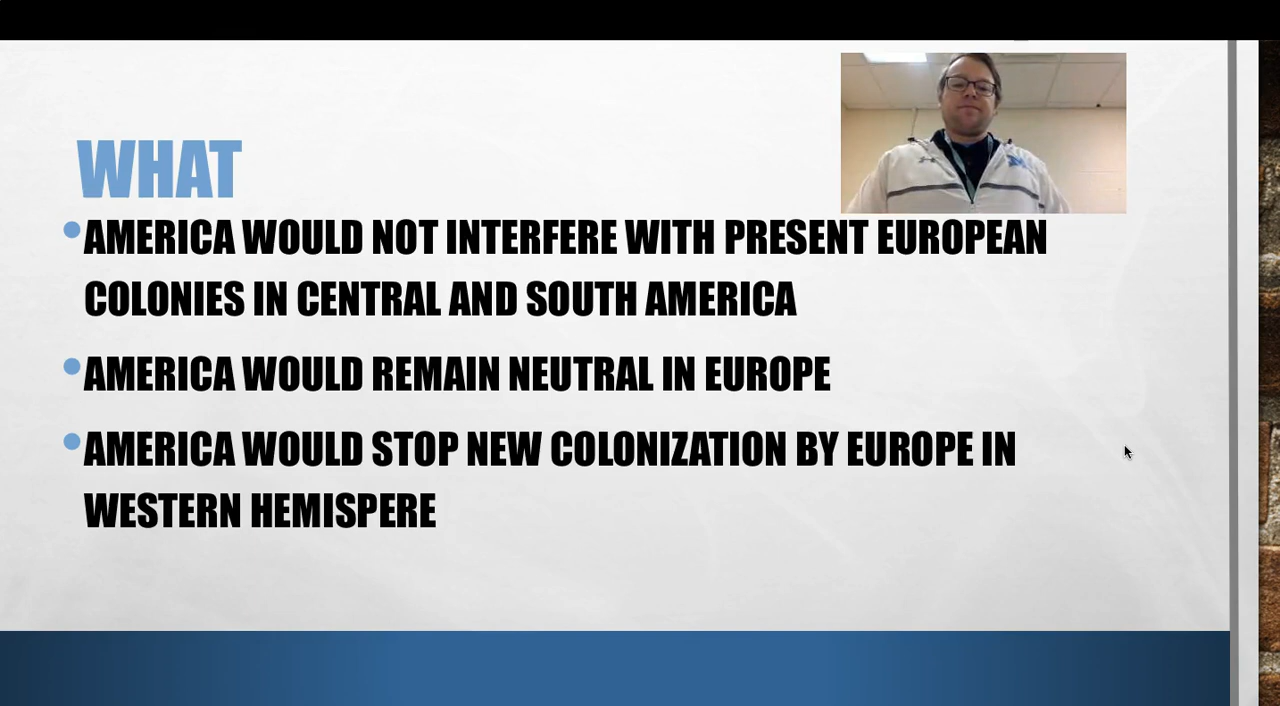 WHAT
AMERICA WOULD NOT INTERFERE WITH PRESENT EUROPEAN
COLONIES IN CENTRAL AND SOUTH AMERICA
AMERICA WOULD REMAIN NEUTRAL IN EUROPE
AMERICA WOULD STOP NEW COLONIZATION BY EUROPE IN
WESTERN HEMISPERE